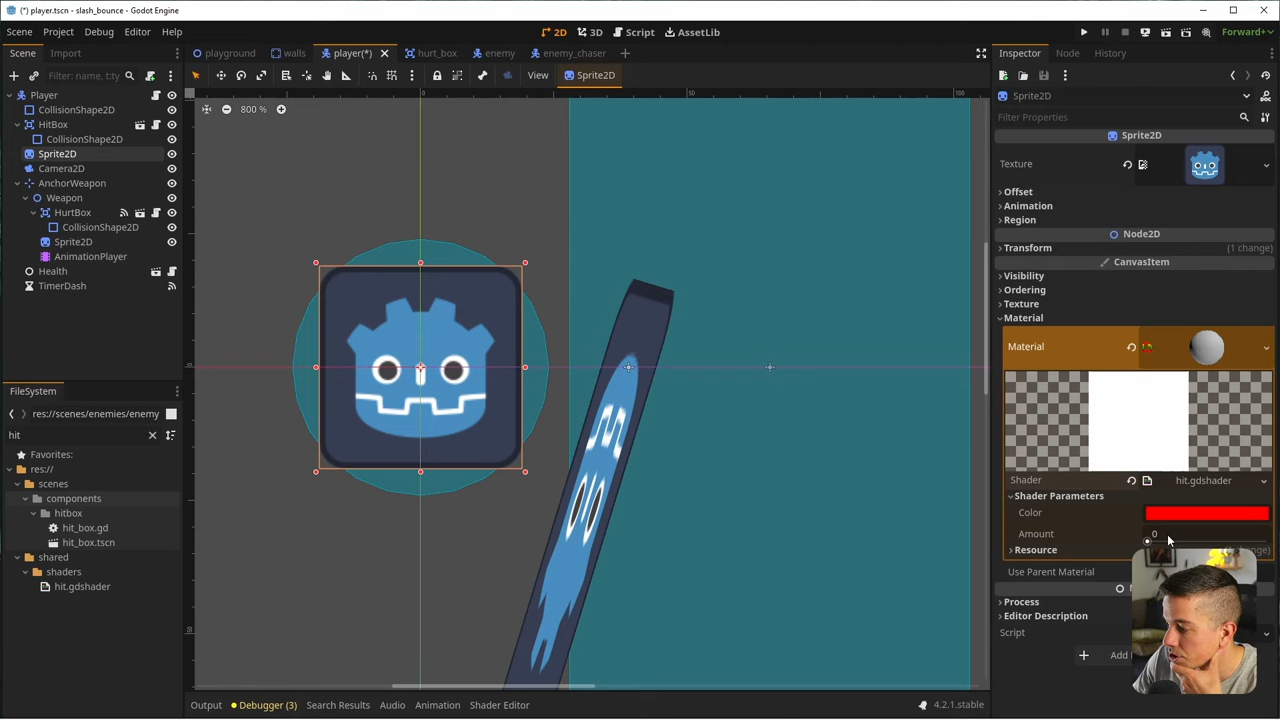 (*) player.tscn - slash_bounce - Godot Engine
Scene Project Debug Editor Help
2D 3D Script AssetLib
Forward+
Scene Import
playground walls player(*) hurt_box enemy enemy_chaser
Inspector Node History
Filter: name, t:ty
View Sprite2D
Sprite2D
Filter Properties
Player
CollisionShape2D
HitBox
CollisionShape2D
Sprite2D
Camera2D
AnchorWeapon
Weapon
HurtBox
CollisionShape2D
Sprite2D
AnimationPlayer
Health
TimerDash
FileSystem
res://scenes/enemies/enemy
hit
Favorites:
res://
scenes
components
hitbox
hit_box.gd
hit_box.tscn
shared
shaders
hit.gdshader
0 50 100
800 %
0
50
Sprite2D
Texture
Offset
Animation
Region
Node2D
Transform (1 change)
CanvasItem
Visibility
Ordering
Texture
Material
Material
Shader hit.gdshader
Shader Parameters
Color
Amount 0
Resource
Use Parent Material
Process
Editor Description
Script
Output Debugger (3) Search Results Audio Animation Shader Editor
4.2.1.stable